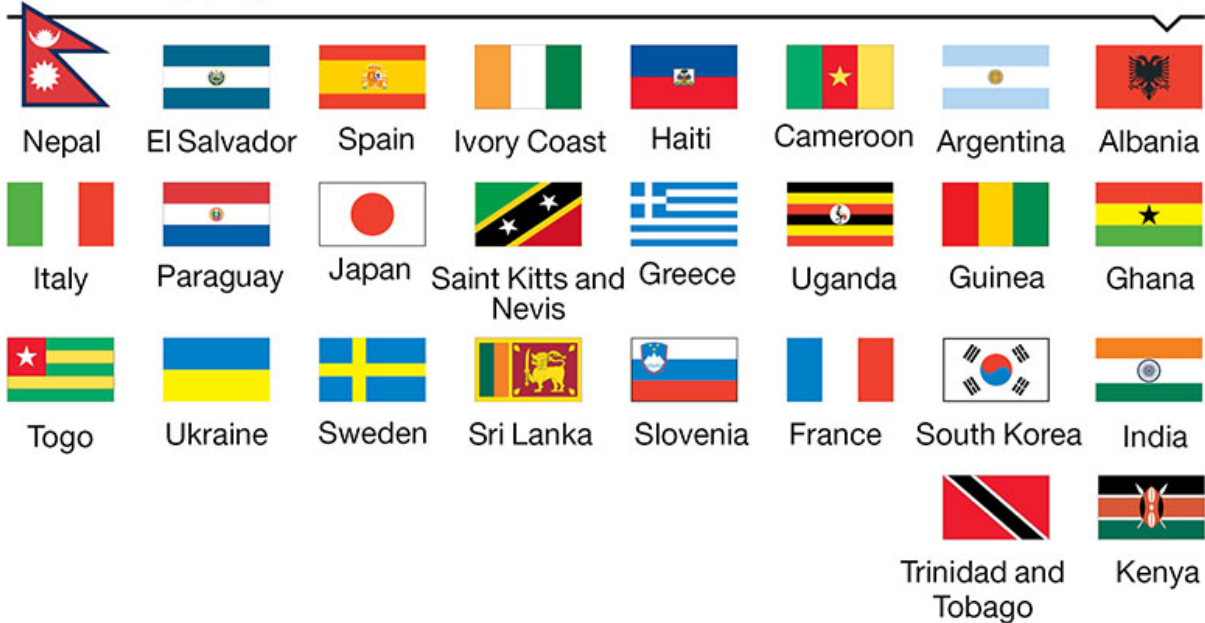 Nepal El Salvador Spain Ivory Coast Haiti Cameroon Argentina Albania
Italy Paraguay Japan Saint Kitts and Nevis Greece Uganda Guinea Ghana
Togo Ukraine Sweden Sri Lanka Slovenia France South Korea India
Trinidad and Tobago Kenya